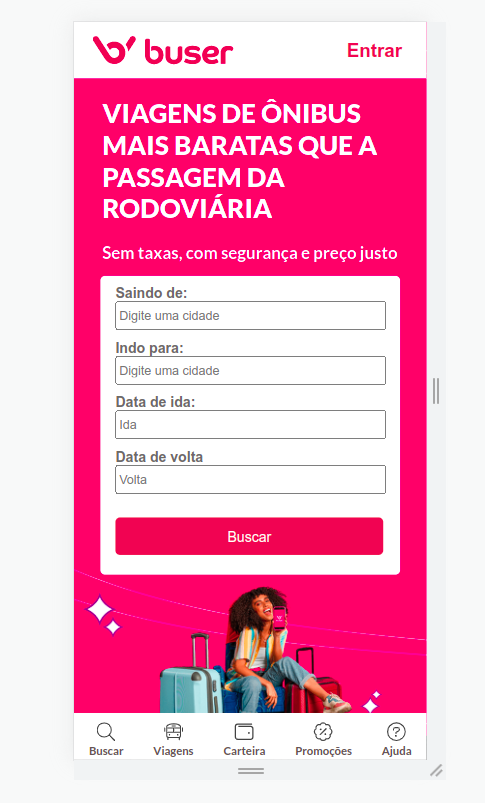 buser
Entrar
VIAGENS DE ÔNIBUS
MAIS BARATAS QUE A
PASSAGEM DA
RODOVIÁRIA
Sem taxas, com segurança e preço justo
Saindo de:
Digite uma cidade
Indo para:
Digite uma cidade
Data de ida:
Ida
Data de volta
Volta
Buscar
Buscar
Viagens
Carteira
Promoções
Ajuda